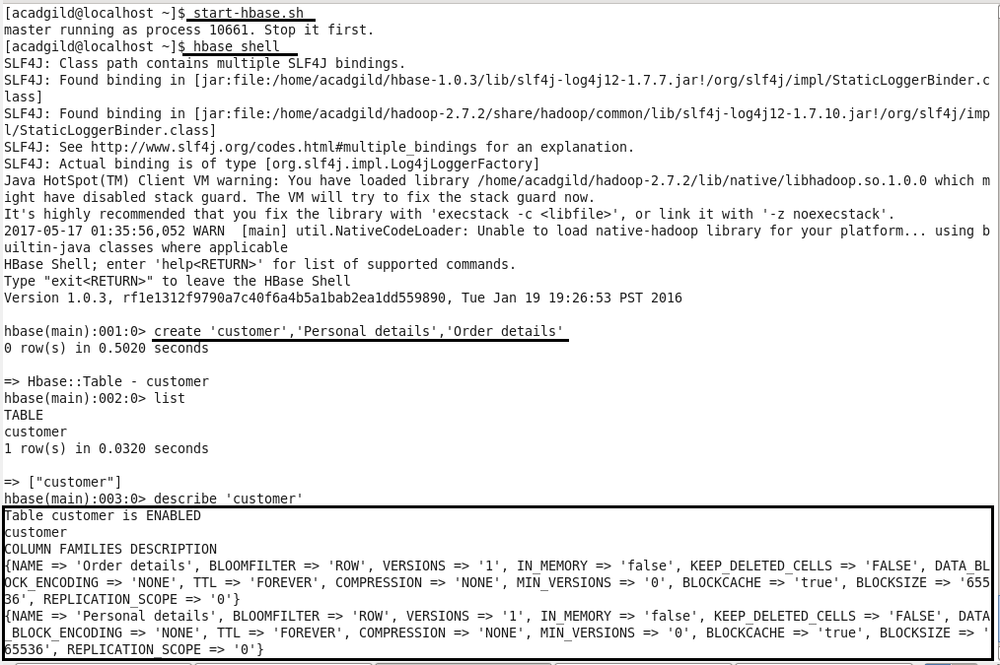 [acadgild@localhost ~]$ start-hbase.sh
master running as process 10661. Stop it first.
[acadgild@localhost ~]$ hbase shell
SLF4J: Class path contains multiple SLF4J bindings.
SLF4J: Found binding in [jar:file:/home/acadgild/hbase-1.0.3/lib/slf4j-log4j12-1.7.7.jar!/org/slf4j/impl/StaticLoggerBinder.c
lass]
SLF4J: Found binding in [jar:file:/home/acadgild/hadoop-2.7.2/share/hadoop/common/lib/slf4j-log4j12-1.7.10.jar!/org/slf4j/imp
l/StaticLoggerBinder.class]
SLF4J: See http://www.slf4j.org/codes.html#multiple_bindings for an explanation.
SLF4J: Actual binding is of type [org.slf4j.impl.Log4jLoggerFactory]
Java HotSpot(TM) Client VM warning: You have loaded library /home/acadgild/hadoop-2.7.2/lib/native/libhadoop.so.1.0.0 which m
ight have disabled stack guard. The VM will try to fix the stack guard now.
It's highly recommended that you fix the library with 'execstack -c <libfile>', or link it with '-z noexecstack'.
2017-05-17 01:35:56,052 WARN  [main] util.NativeCodeLoader: Unable to load native-hadoop library for your platform... using b
uiltin-java classes where applicable
HBase Shell; enter 'help<RETURN>' for list of supported commands.
Type "exit<RETURN>" to leave the HBase Shell
Version 1.0.3, rf1e1312f9790a7c40f6a4b5a1bab2ea1dd559890, Tue Jan 19 19:26:53 PST 2016
hbase(main):001:0> create 'customer','Personal details','Order details'
0 row(s) in 0.5020 seconds
=> Hbase::Table - customer
hbase(main):002:0> list
TABLE
customer
1 row(s) in 0.0320 seconds
=> ["customer"]
hbase(main):003:0> describe 'customer'
Table customer is ENABLED
customer
COLUMN FAMILIES DESCRIPTION
{NAME => 'Order details', BLOOMFILTER => 'ROW', VERSIONS => '1', IN_MEMORY => 'false', KEEP_DELETED_CELLS => 'FALSE', DATA_BL
OCK_ENCODING => 'NONE', TTL => 'FOREVER', COMPRESSION => 'NONE', MIN_VERSIONS => '0', BLOCKCACHE => 'true', BLOCKSIZE => '655
36', REPLICATION_SCOPE => '0'}
{NAME => 'Personal details', BLOOMFILTER => 'ROW', VERSIONS => '1', IN_MEMORY => 'false', KEEP_DELETED_CELLS => 'FALSE', DATA
_BLOCK_ENCODING => 'NONE', TTL => 'FOREVER', COMPRESSION => 'NONE', MIN_VERSIONS => '0', BLOCKCACHE => 'true', BLOCKSIZE => '
65536', REPLICATION_SCOPE => '0'}